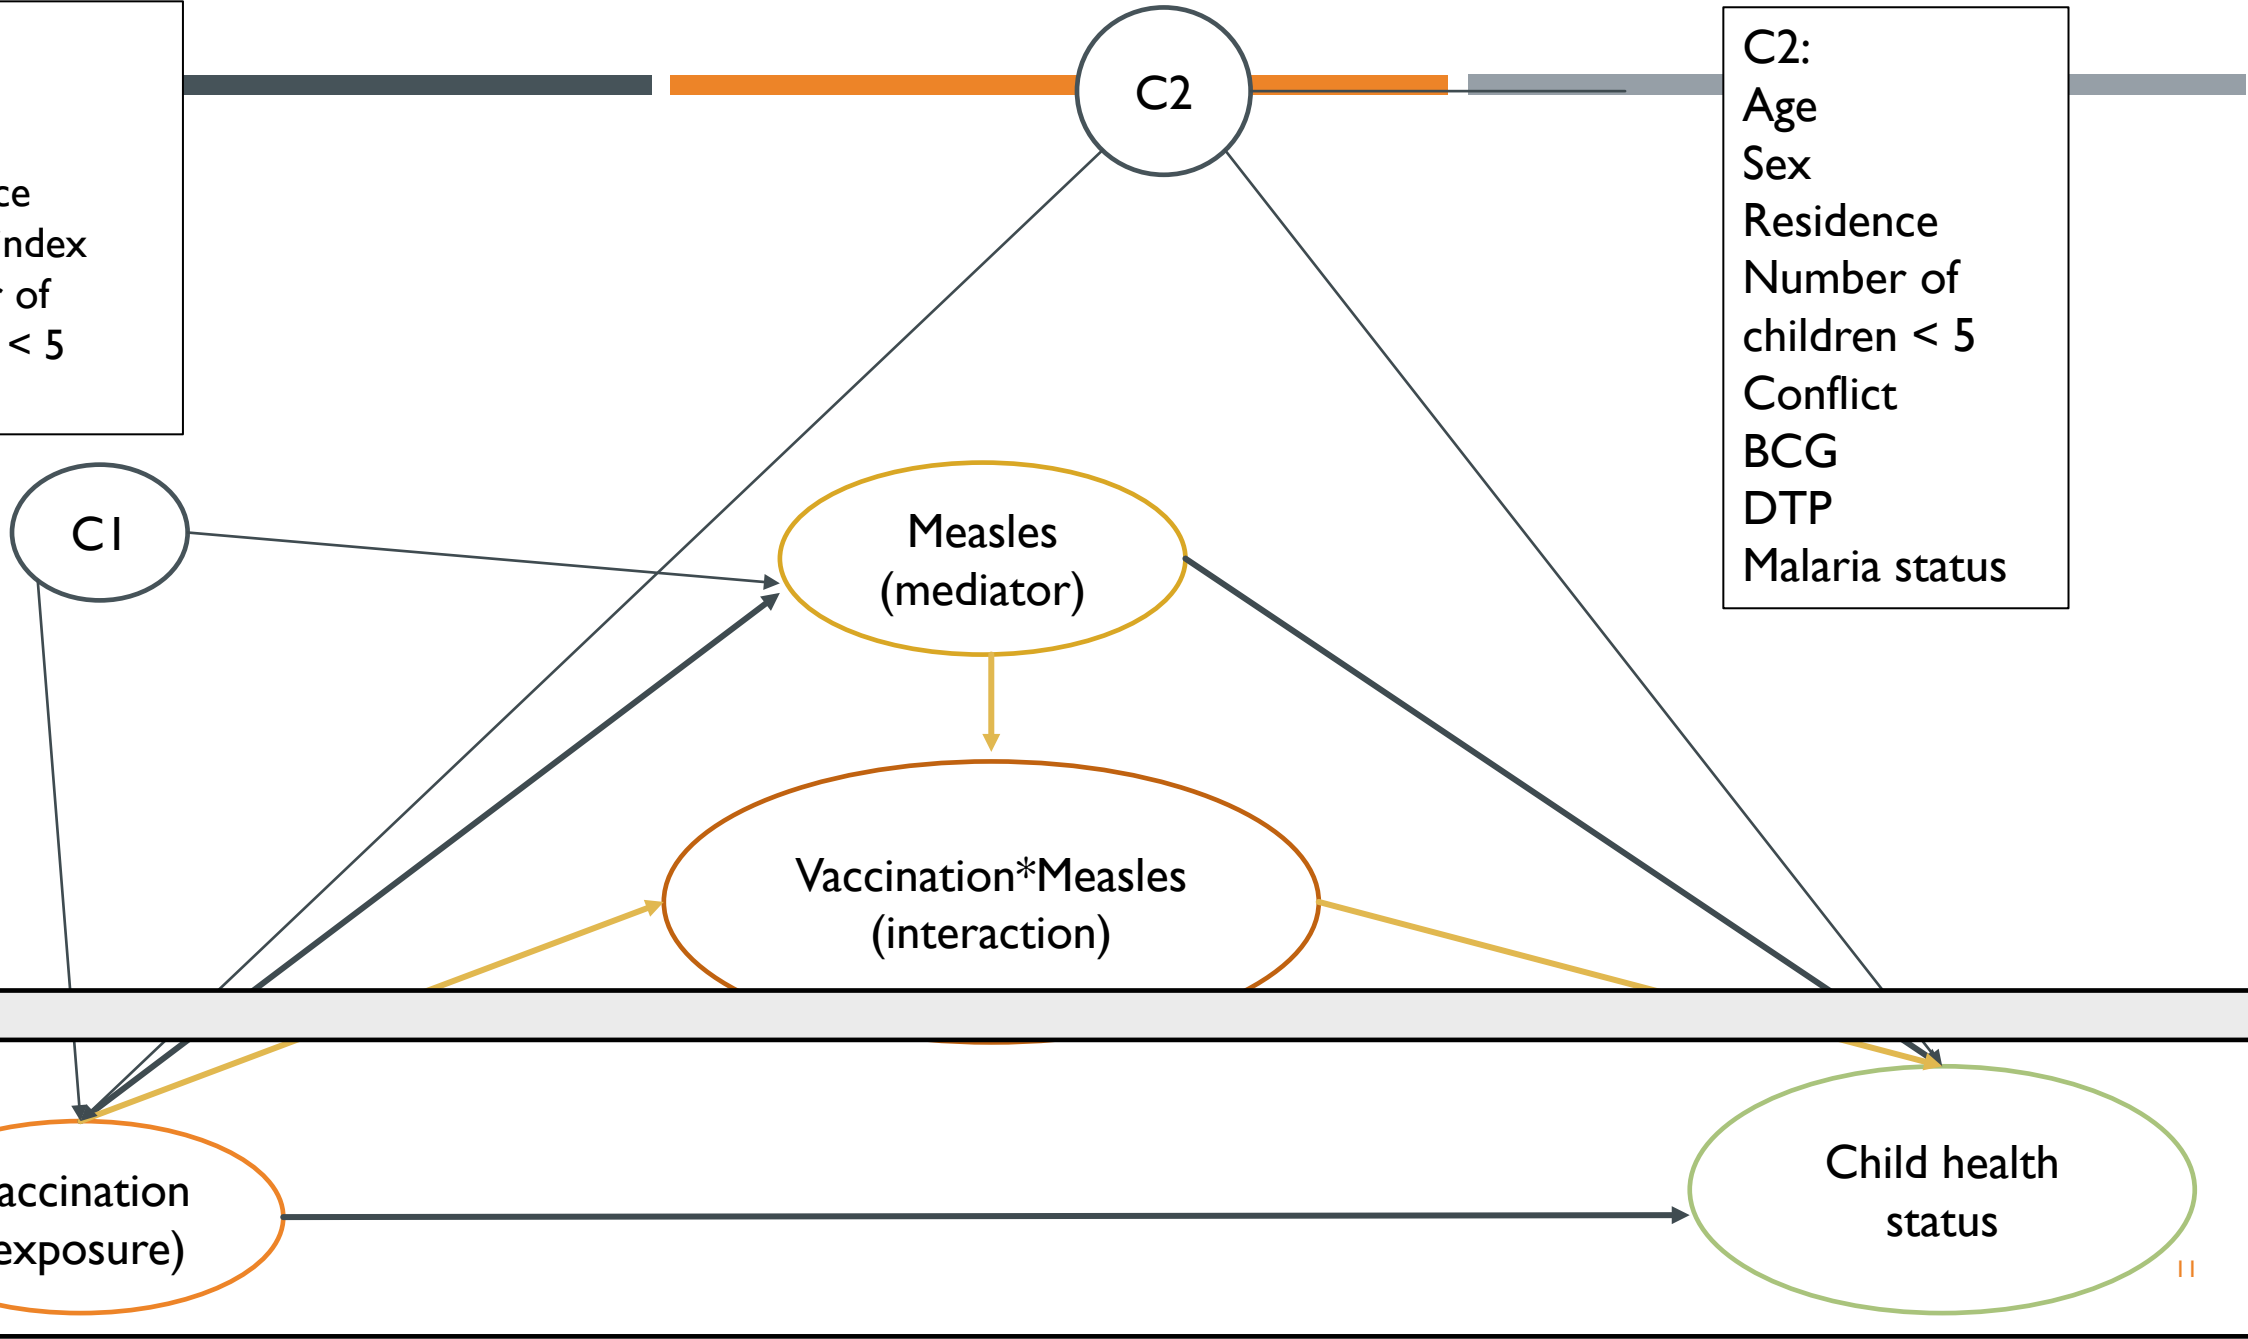 ce
ndex
of
< 5
C2
C2:
Age
Sex
Residence
Number of
children < 5
Conflict
BCG
DTP
Malaria status
C1
Measles
(mediator)
Vaccination*Measles
(interaction)
accination
exposure)
Child health
status
11